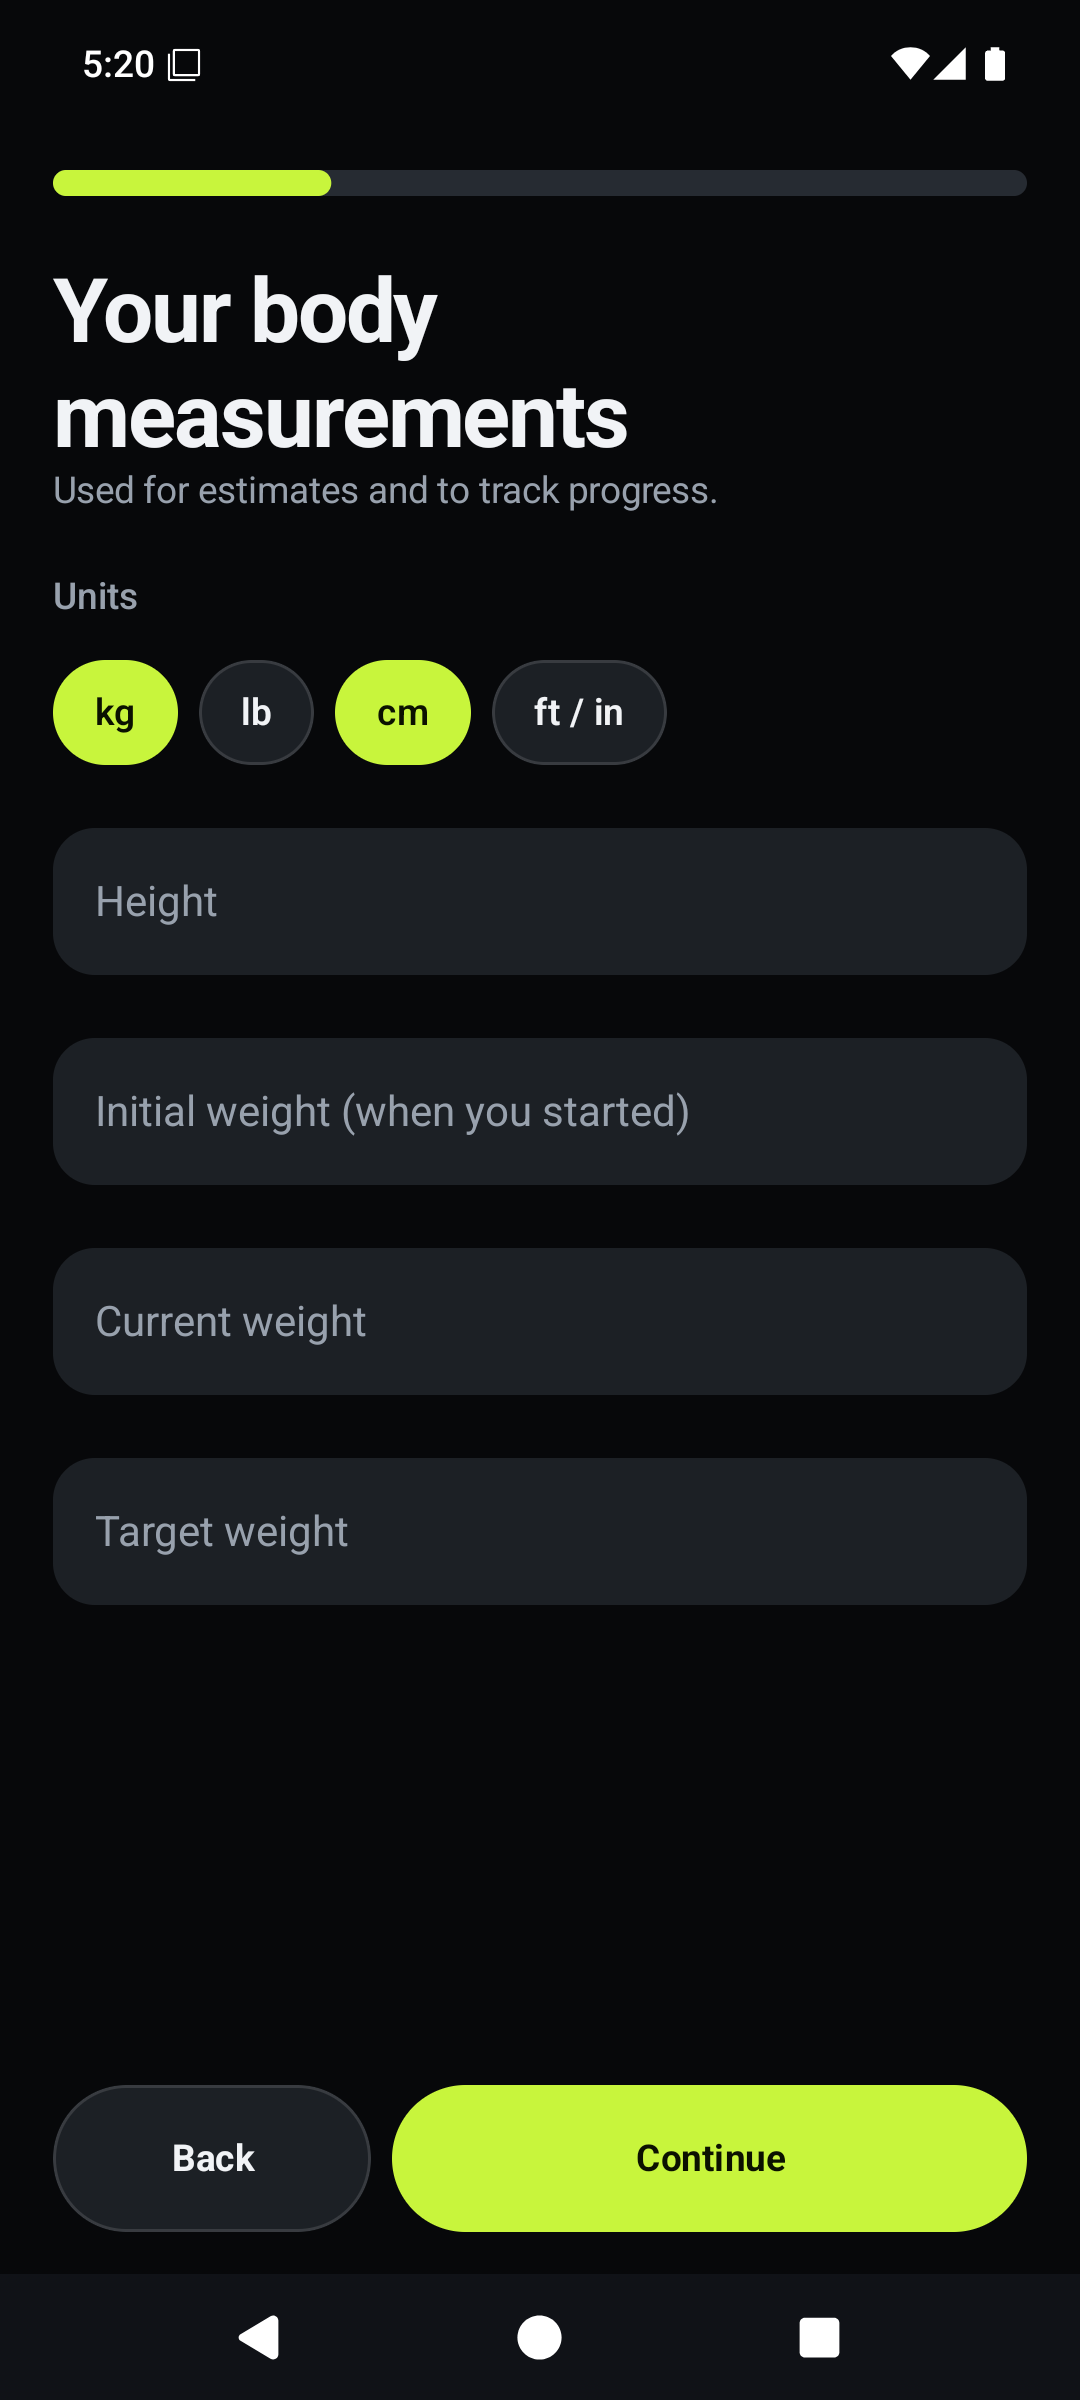 5:20
Your body
measurements
Used for estimates and to track progress.
Units
kg lb cm ft / in
Height
Initial weight (when you started)
Current weight
Target weight
Back Continue